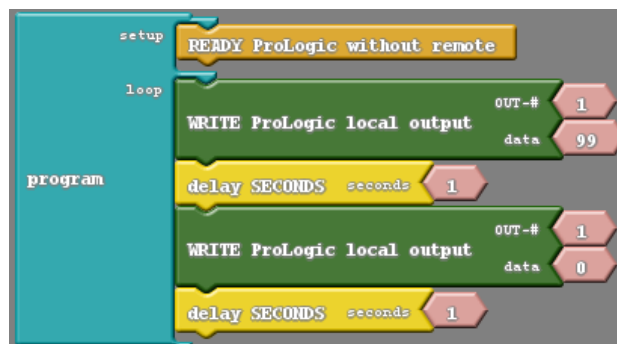 setup
READY ProLogic without remote
loop
OUT-# 1
WRITE ProLogic local output
data 99
program
delay SECONDS seconds 1
OUT-# 1
WRITE ProLogic local output
data 0
delay SECONDS seconds 1